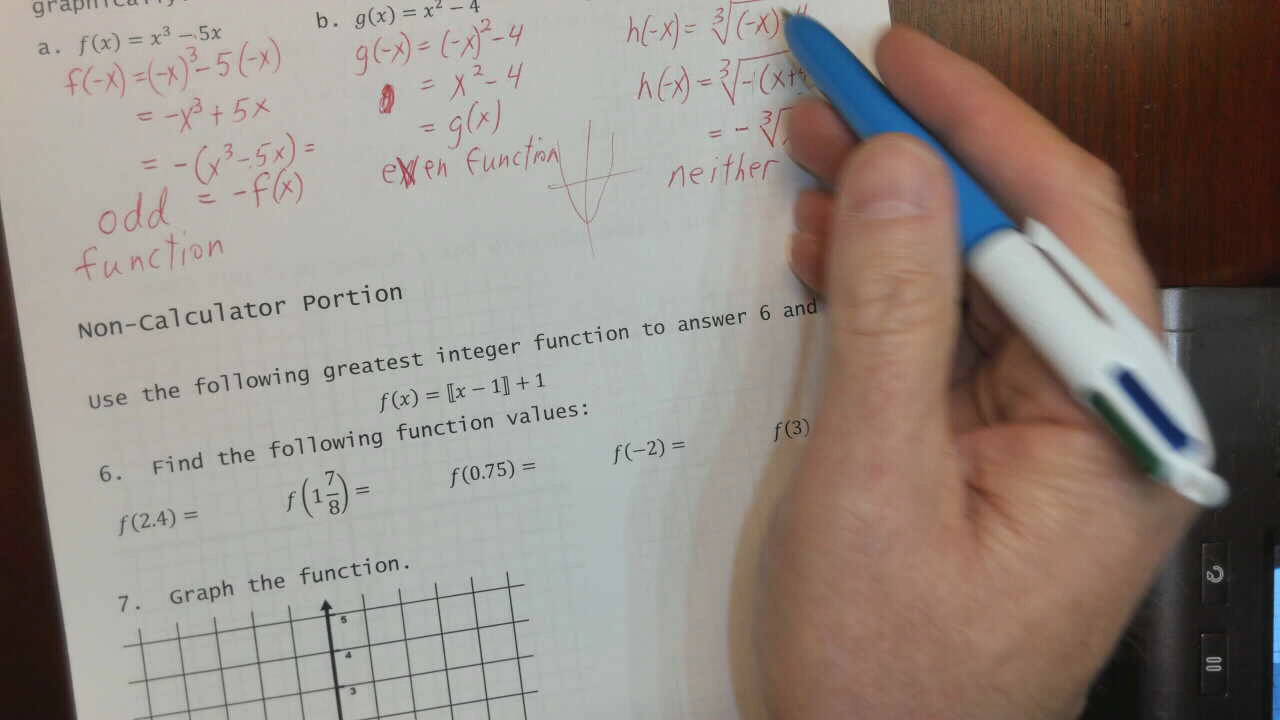 graphically.
a. f(x) = x³ − 5x
f(-x) = (-x)³ - 5(-x)
= -x³ + 5x
= -(x³ - 5x) =
= -f(x)
odd
function
b. g(x) = x² − 4
g(-x) = (-x)² - 4
= x² - 4
= g(x)
even function
h(-x) = ∛(-x)
h(-x) = ∛-1(x+4
= - ∛
neither
Non-Calculator Portion
Use the following greatest integer function to answer 6 and
f(x) = ⟦x − 1⟧ + 1
6. Find the following function values:
f(2.4) = f(1 7/8) = f(0.75) = f(−2) = f(3)
7. Graph the function.
5
4
3